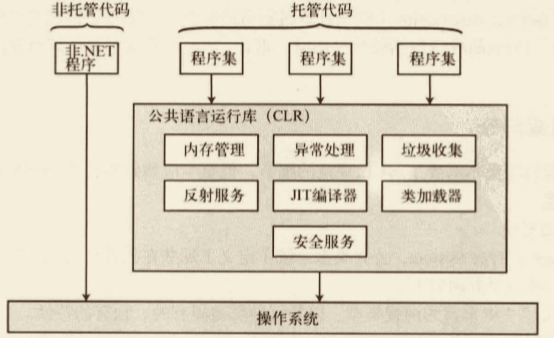 非托管代码
托管代码
非.NET
程序
程序集
程序集
程序集
公共语言运行库（CLR）
内存管理
异常处理
垃圾收集
反射服务
JIT编译器
类加载器
安全服务
操作系统